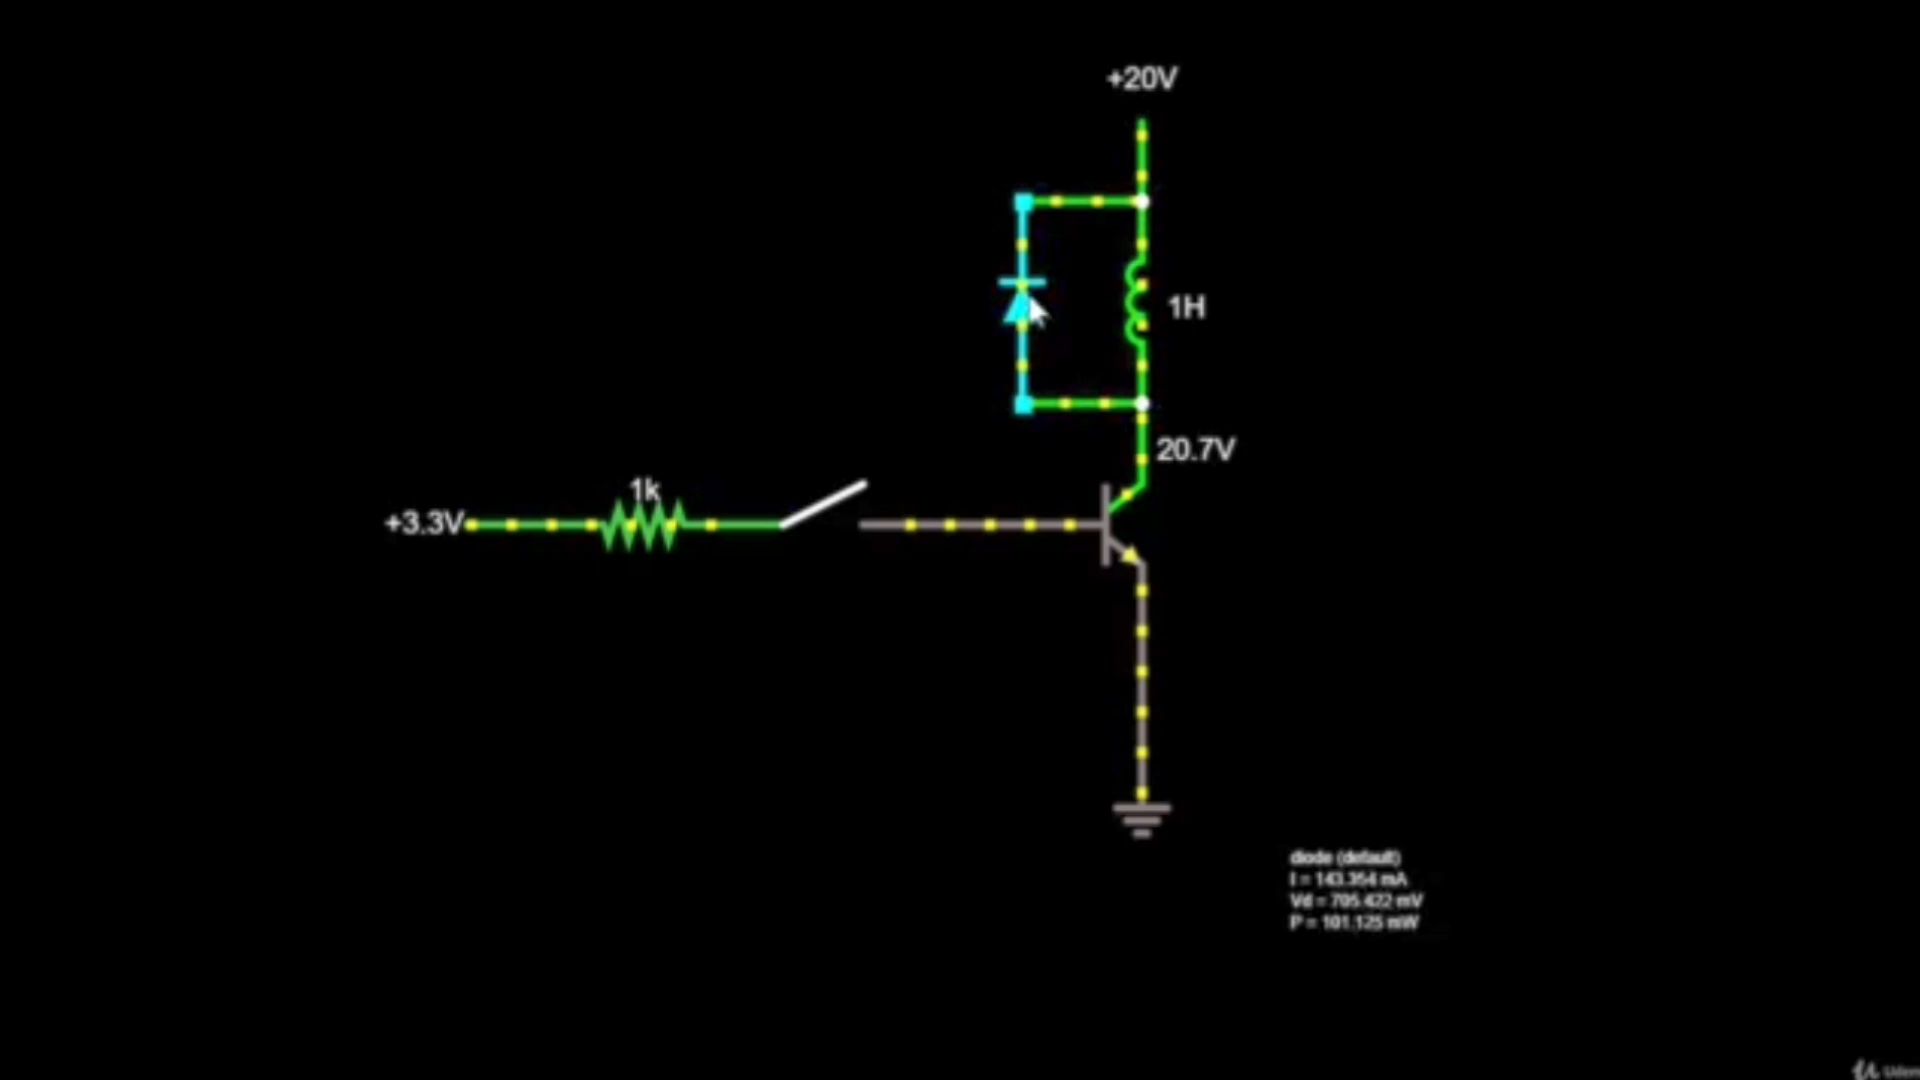 +20V
1H
20.7V
1k
+3.3V
diode (default)
I = 143.354 mA
Vd = 705.422 mV
P = 101.125 mW